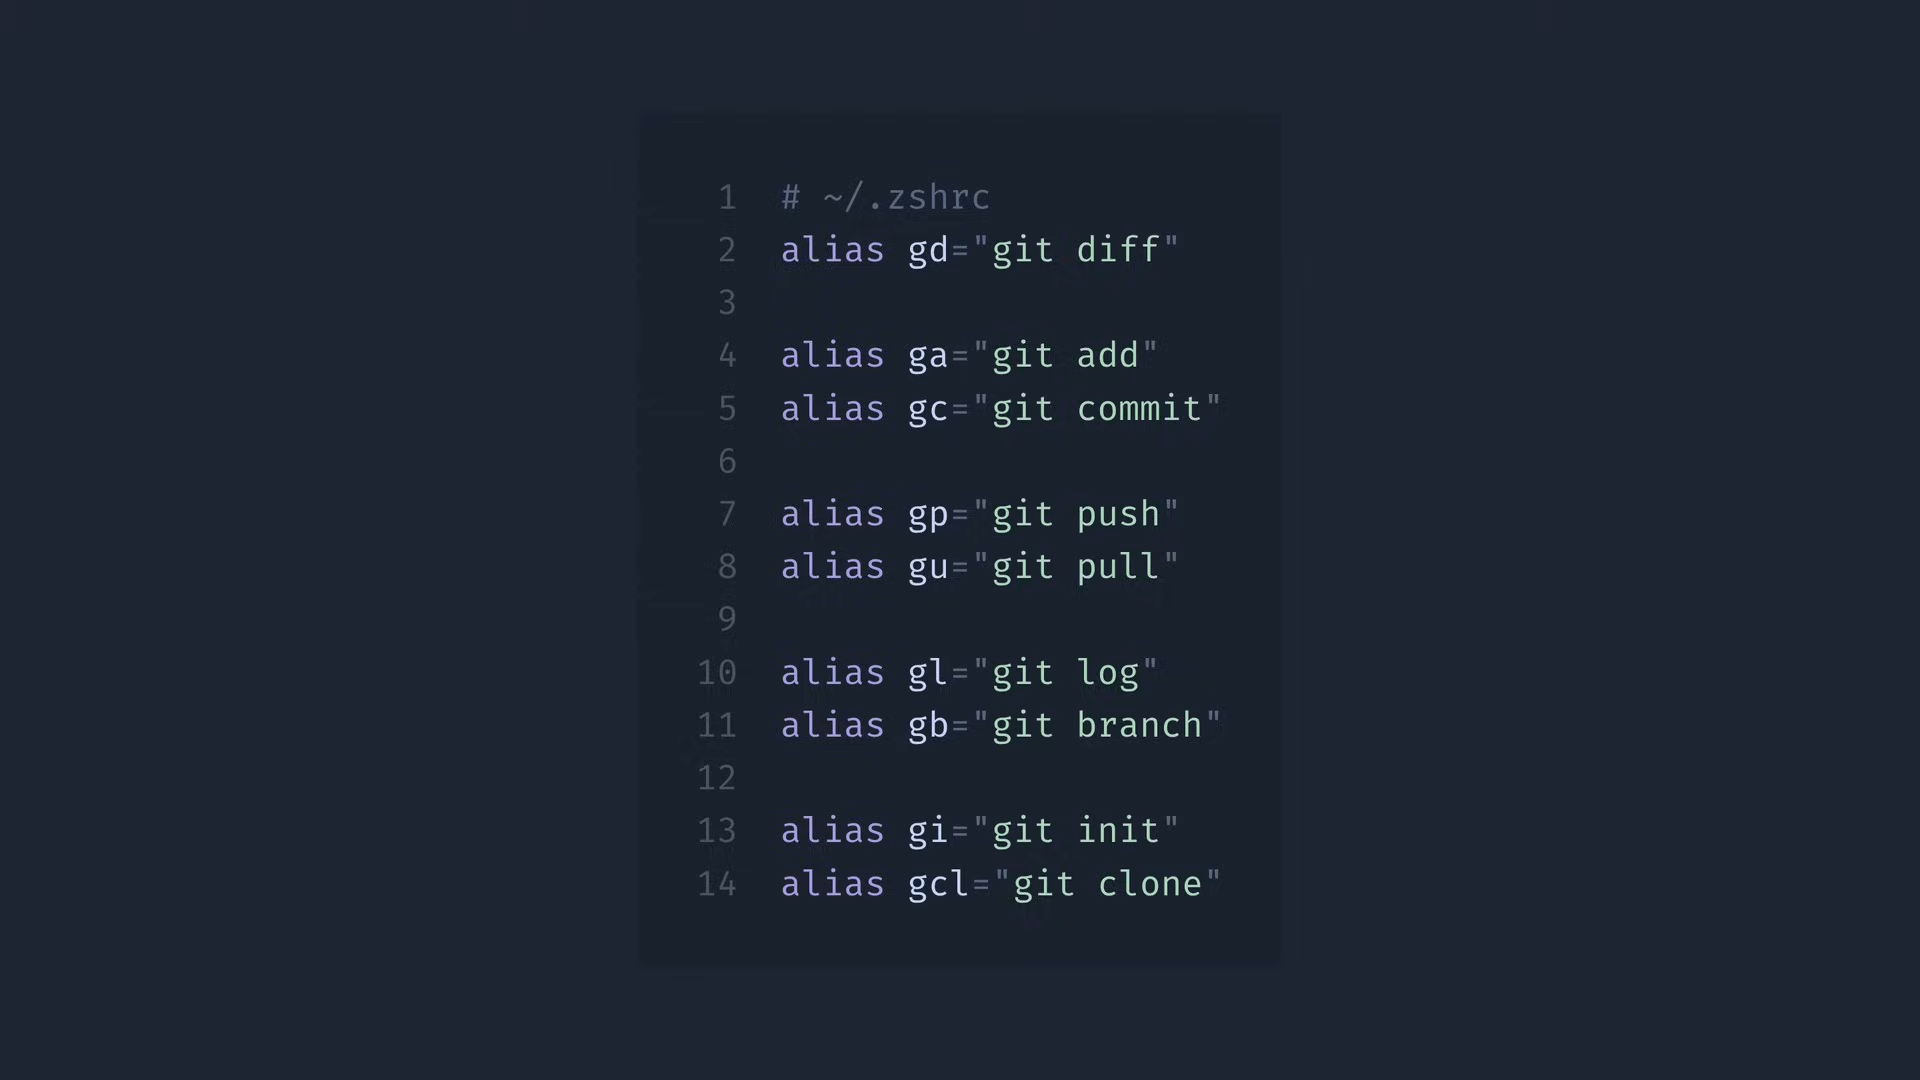 1 # ~/.zshrc
2 alias gd="git diff"
3
4 alias ga="git add"
5 alias gc="git commit"
6
7 alias gp="git push"
8 alias gu="git pull"
9
10 alias gl="git log"
11 alias gb="git branch"
12
13 alias gi="git init"
14 alias gcl="git clone"